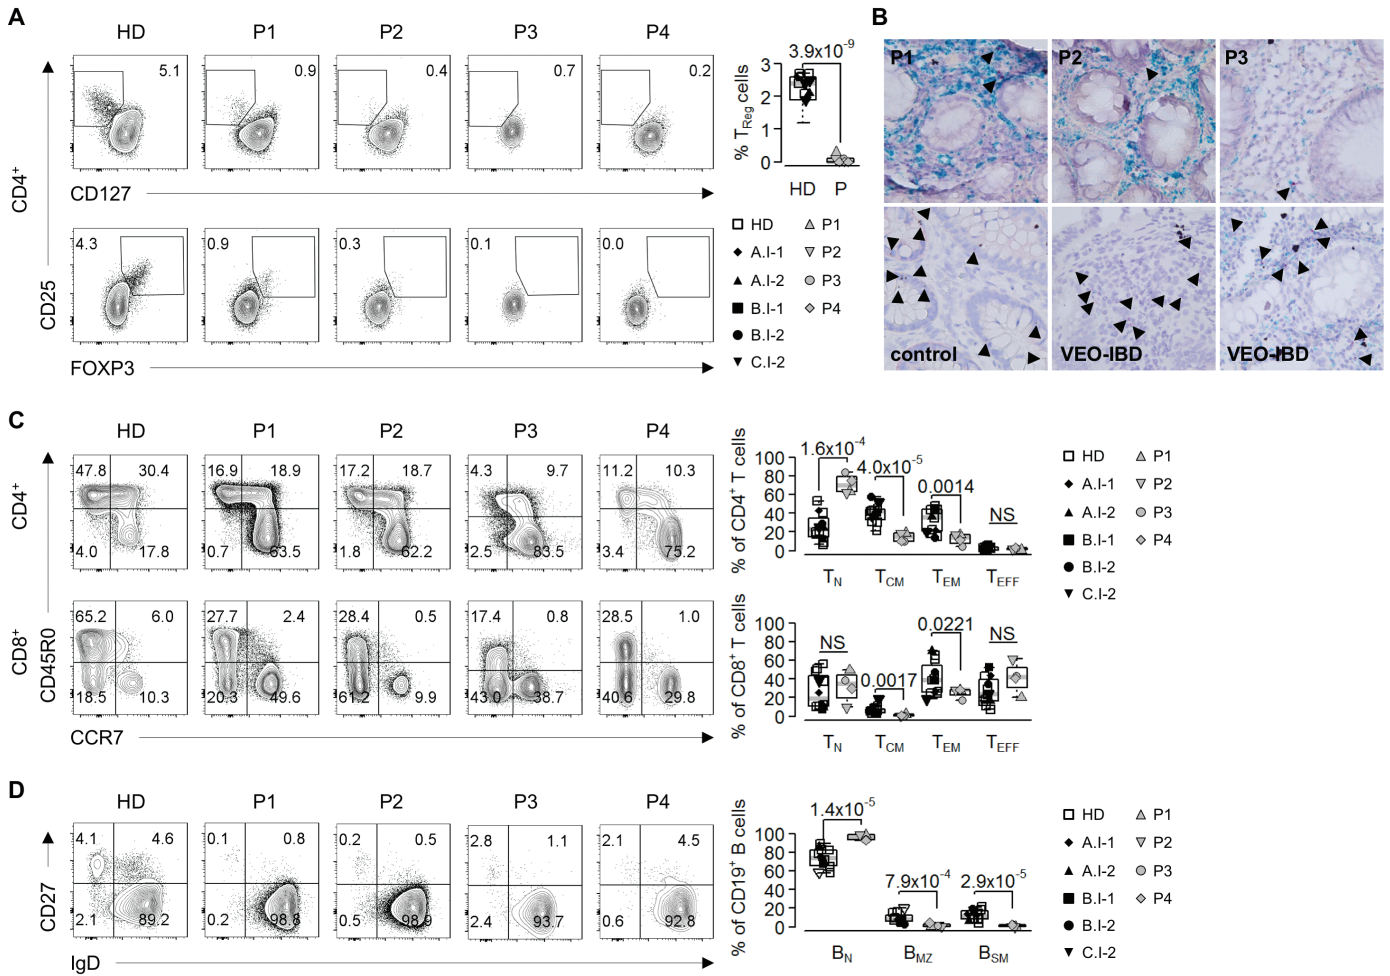 A
HD P1 P2 P3 P4
5.1 0.9 0.4 0.7 0.2
CD127
4.3 0.9 0.3 0.1 0.0
CD4+
CD25
FOXP3
3.9x10-9
3
2
1
0
% TReg cells
HD P
HD P1
A.I-1 P2
A.I-2 P3
B.I-1 P4
B.I-2
C.I-2
B
P1 P2 P3
control VEO-IBD VEO-IBD
C
HD P1 P2 P3 P4
47.8 30.4 16.9 18.9 17.2 18.7 4.3 9.7 11.2 10.3
4.0 17.8 0.7 63.5 1.8 62.2 2.5 83.5 3.4 75.2
CD4+
65.2 6.0 27.7 2.4 28.4 0.5 17.4 0.8 28.5 1.0
18.5 10.3 20.3 49.6 61.2 9.9 43.0 38.7 40.6 29.8
CD8+
CD45R0
CCR7
% of CD4+ T cells
100
80
60
40
20
0
1.6x10-4
4.0x10-5
0.0014
NS
TN TCM TEM TEFF
% of CD8+ T cells
100
80
60
40
20
0
NS
0.0017
0.0221
NS
TN TCM TEM TEFF
HD P1
A.I-1 P2
A.I-2 P3
B.I-1 P4
B.I-2
C.I-2
D
HD P1 P2 P3 P4
4.1 4.6 0.1 0.8 0.2 0.5 2.8 1.1 2.1 4.5
2.1 89.2 0.2 98.8 0.5 98.9 2.4 93.7 0.6 92.8
CD27
IgD
% of CD19+ B cells
100
80
60
40
20
0
1.4x10-5
7.9x10-4
2.9x10-5
BN BMZ BSM
HD P1
A.I-1 P2
A.I-2 P3
B.I-1 P4
B.I-2
C.I-2